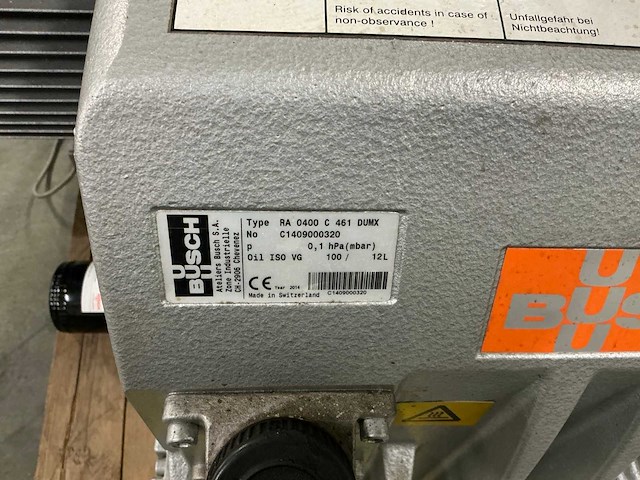 Risk of accidents in case of
non-observance !
Unfallgefahr bei
Nichtbeachtung!
BUSCH
Ateliers Busch S.A.
Zone Industrielle
CH-2906 Chevenez
Type RA 0400 C 461 DUMX
No C1409000320
p 0,1 hPa(mbar)
Oil ISO VG 100 / 12L
CE Year 2014
Made in Switzerland C1409000320
BUSCH